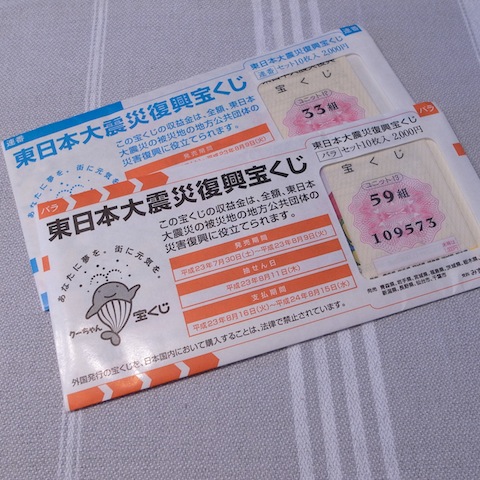 連番
連番
東日本大震災復興宝くじ
東日本大震災復興宝くじ
「連番」セット10枚入 2,000円
この宝くじの収益金は、全額、東日本
大震災の被災地の地方公共団体の
災害復興に役立てられます。
発売期間
宝くじ
ユニット日
33組
バラ
バラ
東日本大震災復興宝くじ
東日本大震災復興宝くじ
「バラ」セット10枚入 2,000円
この宝くじの収益金は、全額、東日本
大震災の被災地の地方公共団体の
災害復興に役立てられます。
発売期間
平成23年7月30日(土)~平成23年8月9日(火)
抽せん日
平成23年8月11日(木)
支払期間
平成23年8月16日(火)~平成24年8月15日(水)
あなたに夢を、街に元気を。
クーちゃん
宝くじ
外国発行の宝くじを、日本国内において購入することは、法律で禁止されています。
宝くじ
59組
109573